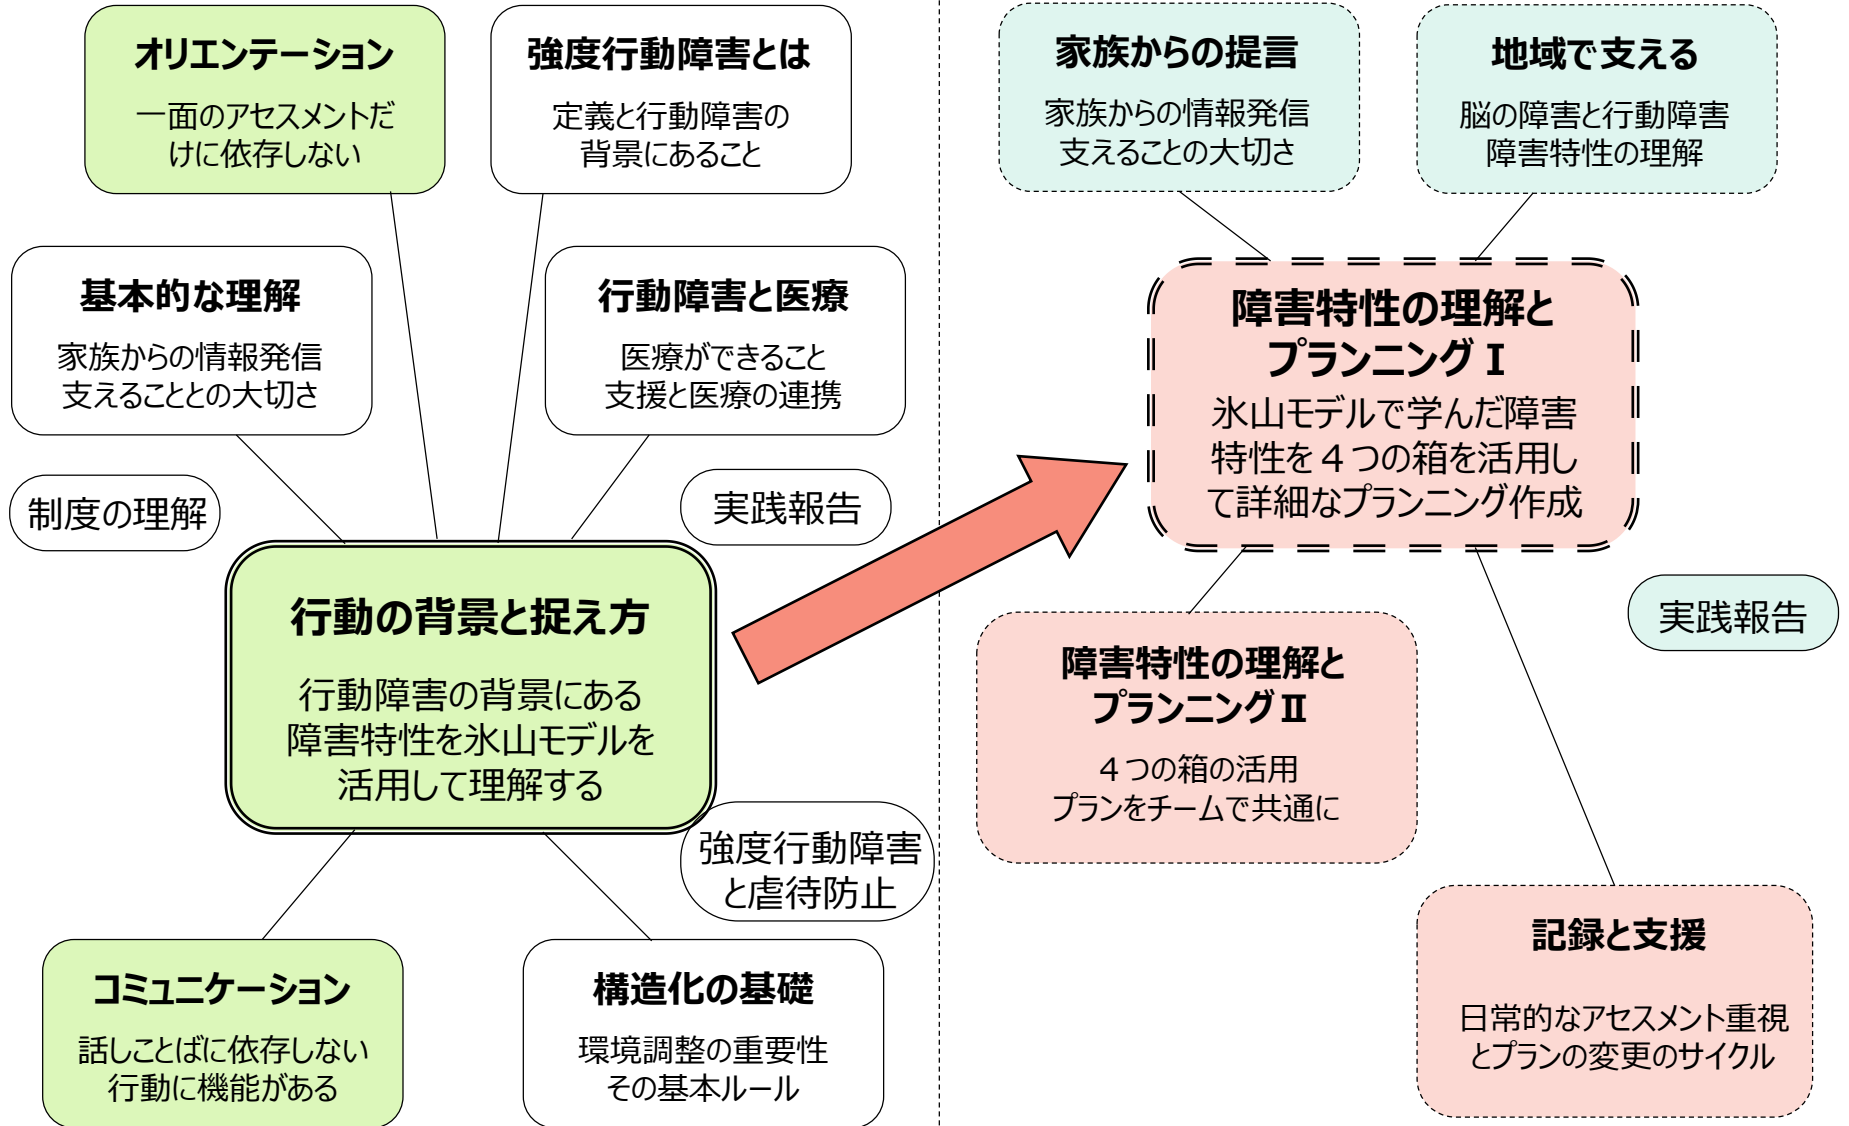 オリエンテーション
一面のアセスメントだ
けに依存しない
強度行動障害とは
定義と行動障害の
背景にあること
基本的な理解
家族からの情報発信
支えることとの大切さ
行動障害と医療
医療ができること
支援と医療の連携
制度の理解
実践報告
行動の背景と捉え方
行動障害の背景にある
障害特性を氷山モデルを
活用して理解する
強度行動障害
と虐待防止
コミュニケーション
話しことばに依存しない
行動に機能がある
構造化の基礎
環境調整の重要性
その基本ルール
家族からの提言
家族からの情報発信
支えることの大切さ
地域で支える
脳の障害と行動障害
障害特性の理解
障害特性の理解と
プランニングⅠ
氷山モデルで学んだ障害
特性を４つの箱を活用し
て詳細なプランニング作成
実践報告
障害特性の理解と
プランニングⅡ
４つの箱の活用
プランをチームで共通に
記録と支援
日常的なアセスメント重視
とプランの変更のサイクル